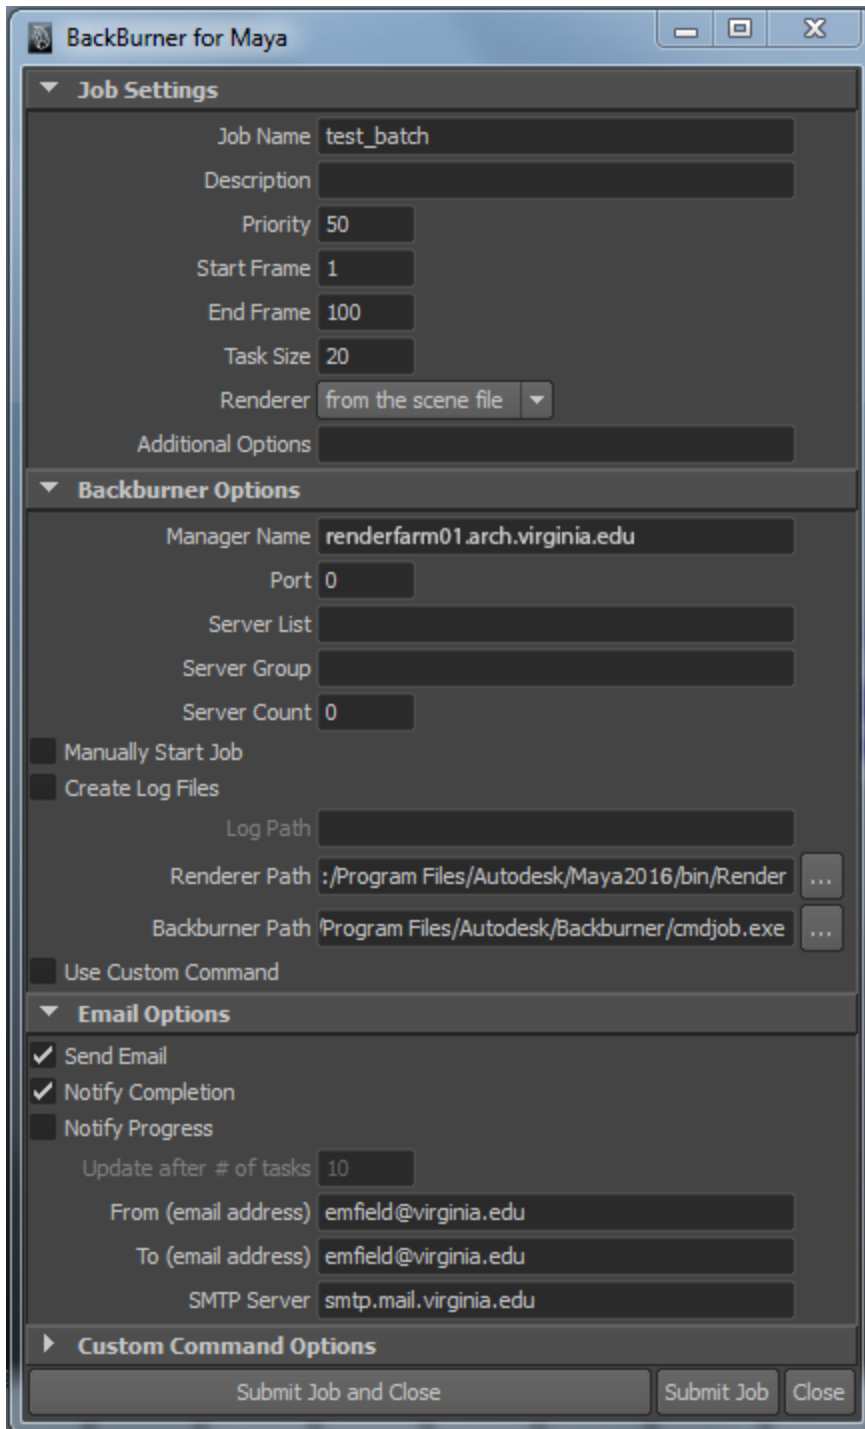 BackBurner for Maya
Job Settings
Job Name test_batch
Description
Priority 50
Start Frame 1
End Frame 100
Task Size 20
Renderer from the scene file
Additional Options
Backburner Options
Manager Name renderfarm01.arch.virginia.edu
Port 0
Server List
Server Group
Server Count 0
Manually Start Job
Create Log Files
Log Path
Renderer Path :/Program Files/Autodesk/Maya2016/bin/Render ...
Backburner Path /Program Files/Autodesk/Backburner/cmdjob.exe ...
Use Custom Command
Email Options
Send Email
Notify Completion
Notify Progress
Update after # of tasks 10
From (email address) emfield@virginia.edu
To (email address) emfield@virginia.edu
SMTP Server smtp.mail.virginia.edu
Custom Command Options
Submit Job and Close Submit Job Close